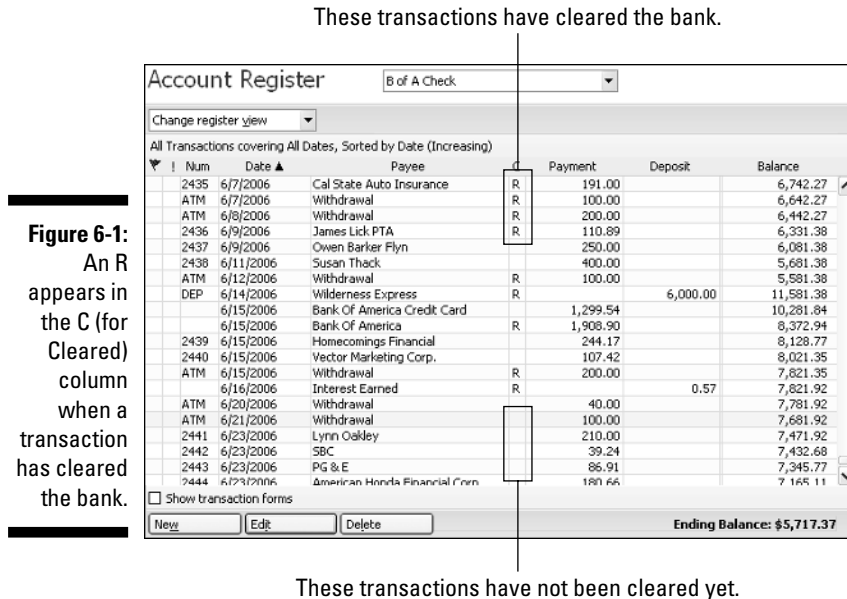 These transactions have cleared the bank.
Account Register B of A Check
Change register view
All Transactions covering All Dates, Sorted by Date (Increasing)
! Num Date Payee C Payment Deposit Balance
2435 6/7/2006 Cal State Auto Insurance R 191.00 6,742.27
ATM 6/7/2006 Withdrawal R 100.00 6,642.27
ATM 6/8/2006 Withdrawal R 200.00 6,442.27
2436 6/9/2006 James Lick PTA R 110.89 6,331.38
2437 6/9/2006 Owen Barker Flyn 250.00 6,081.38
2438 6/11/2006 Susan Thack 400.00 5,681.38
ATM 6/12/2006 Withdrawal R 100.00 5,581.38
DEP 6/14/2006 Wilderness Express R 6,000.00 11,581.38
6/15/2006 Bank Of America Credit Card 1,299.54 10,281.84
6/15/2006 Bank Of America R 1,908.90 8,372.94
2439 6/15/2006 Homecomings Financial 244.17 8,128.77
2440 6/15/2006 Vector Marketing Corp. 107.42 8,021.35
ATM 6/15/2006 Withdrawal R 200.00 7,821.35
6/16/2006 Interest Earned R 0.57 7,821.92
ATM 6/20/2006 Withdrawal 40.00 7,781.92
ATM 6/21/2006 Withdrawal 100.00 7,681.92
2441 6/23/2006 Lynn Oakley 210.00 7,471.92
2442 6/23/2006 SBC 39.24 7,432.68
2443 6/23/2006 PG & E 86.91 7,345.77
2444 6/23/2006 American Honda Financial Corp 180.66 7,165.11
Show transaction forms
New Edit Delete Ending Balance: $5,717.37
These transactions have not been cleared yet.
Figure 6-1:
An R
appears in
the C (for
Cleared)
column
when a
transaction
has cleared
the bank.